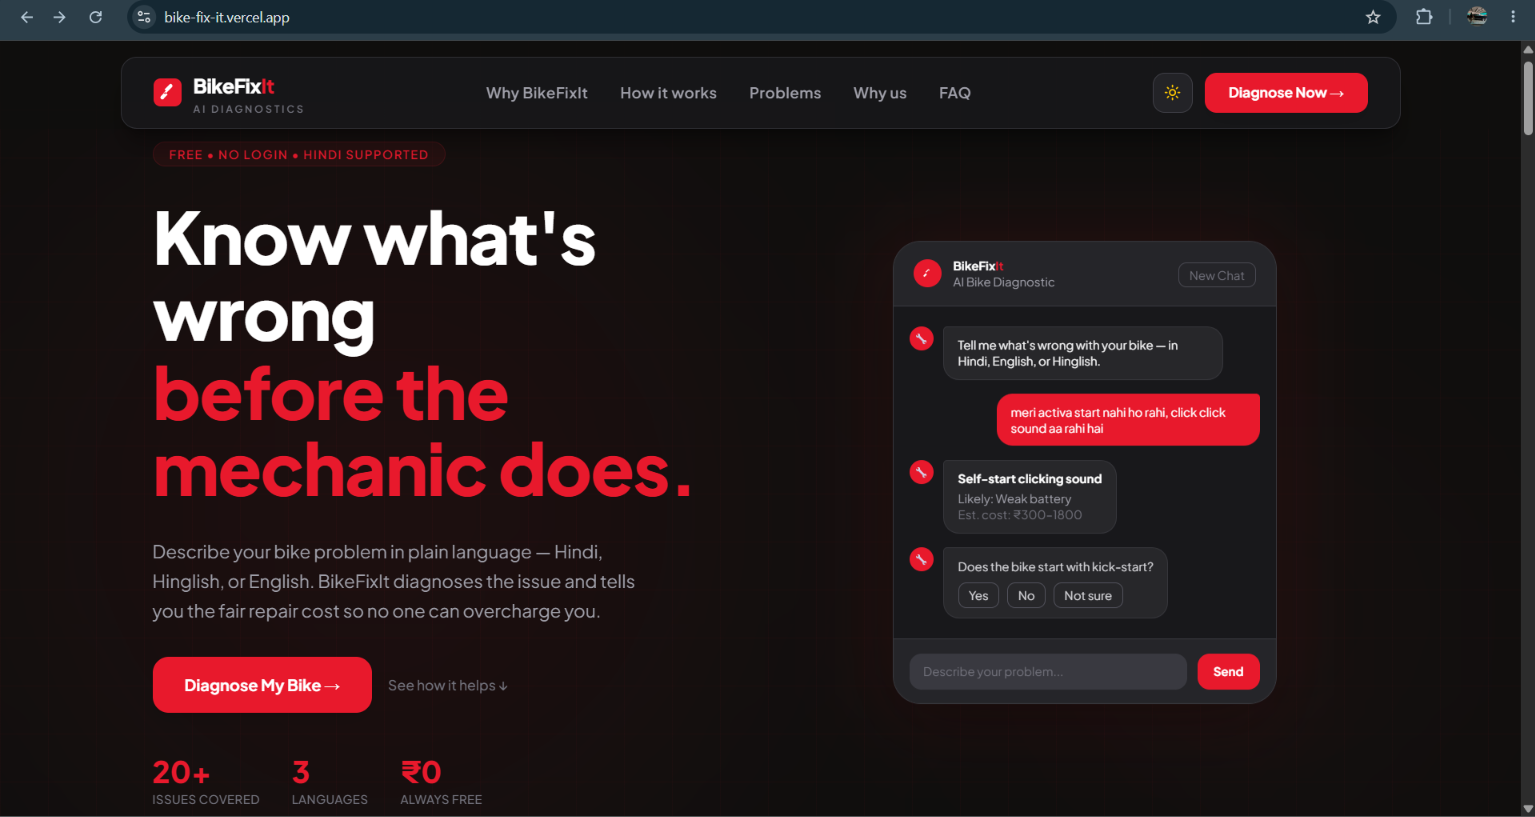 bike-fix-it.vercel.app
BikeFixIt
AI DIAGNOSTICS
Why BikeFixIt
How it works
Problems
Why us
FAQ
Diagnose Now →
FREE • NO LOGIN • HINDI SUPPORTED
Know what's
wrong
before the
mechanic does.
Describe your bike problem in plain language — Hindi,
Hinglish, or English. BikeFixIt diagnoses the issue and tells
you the fair repair cost so no one can overcharge you.
Diagnose My Bike →
See how it helps ↓
20+
ISSUES COVERED
3
LANGUAGES
₹0
ALWAYS FREE
BikeFixIt
AI Bike Diagnostic
New Chat
Tell me what's wrong with your bike — in
Hindi, English, or Hinglish.
meri activa start nahi ho rahi, click click
sound aa rahi hai
Self-start clicking sound
Likely: Weak battery
Est. cost: ₹300–1800
Does the bike start with kick-start?
Yes
No
Not sure
Describe your problem...
Send